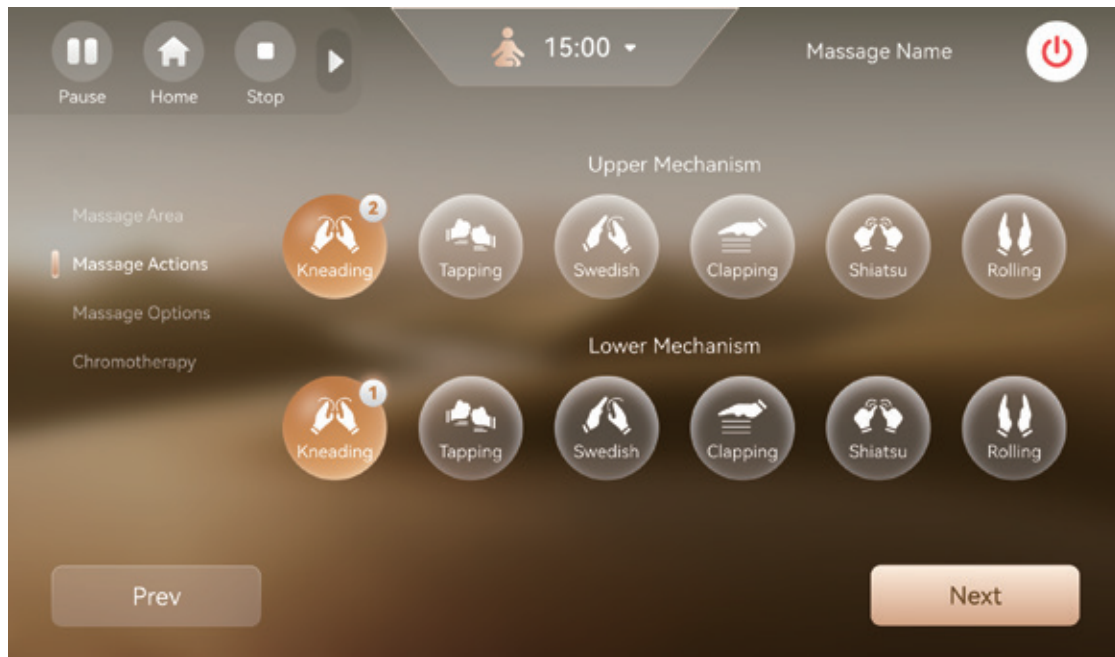 Pause
Home
Stop
15:00
Massage Name
Upper Mechanism
Massage Area
Massage Actions
Massage Options
Chromotherapy
2
Kneading
Tapping
Swedish
Clapping
Shiatsu
Rolling
Lower Mechanism
1
Kneading
Tapping
Swedish
Clapping
Shiatsu
Rolling
Prev
Next